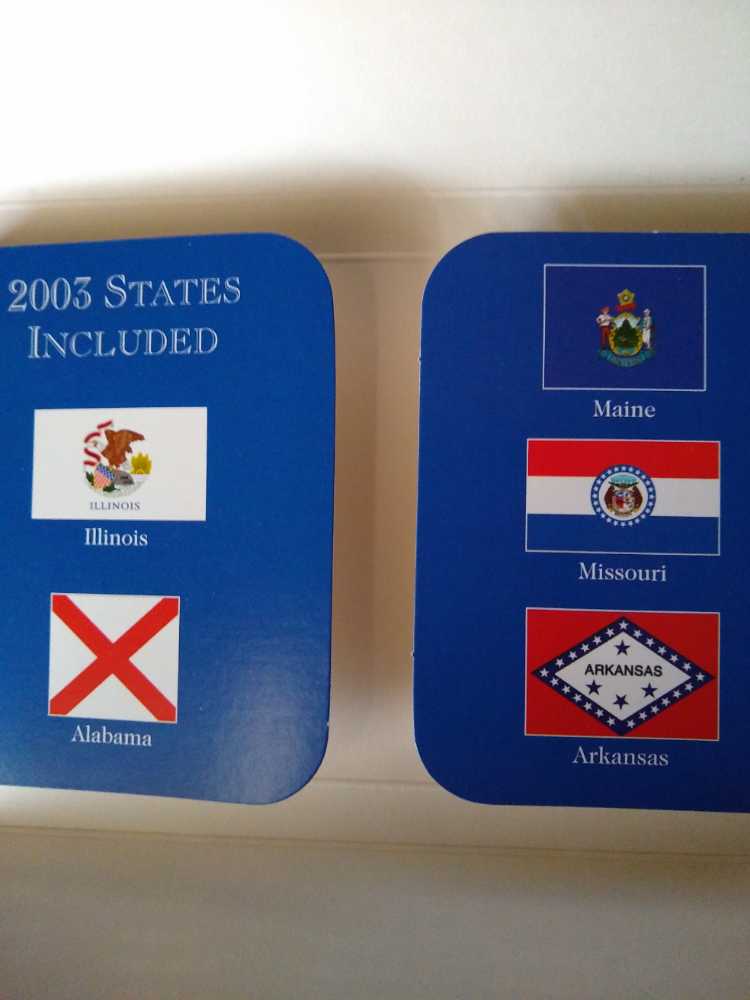 2003 STATES
INCLUDED
ILLINOIS
Illinois
Alabama
Maine
Missouri
ARKANSAS
Arkansas